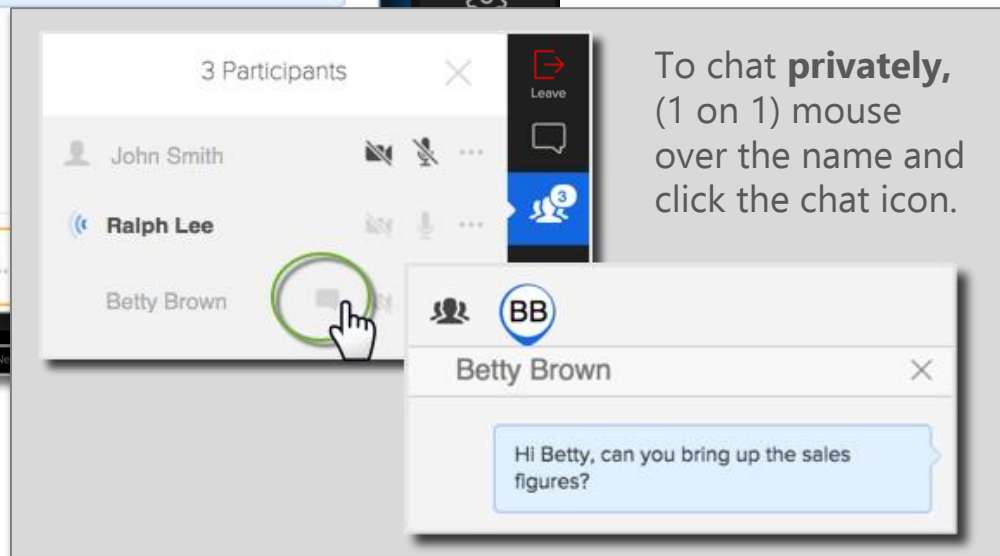 3 Participants
Leave
To chat privately,
(1 on 1) mouse
over the name and
click the chat icon.
John Smith
3
Ralph Lee
Betty Brown
BB
Betty Brown
Hi Betty, can you bring up the sales
figures?